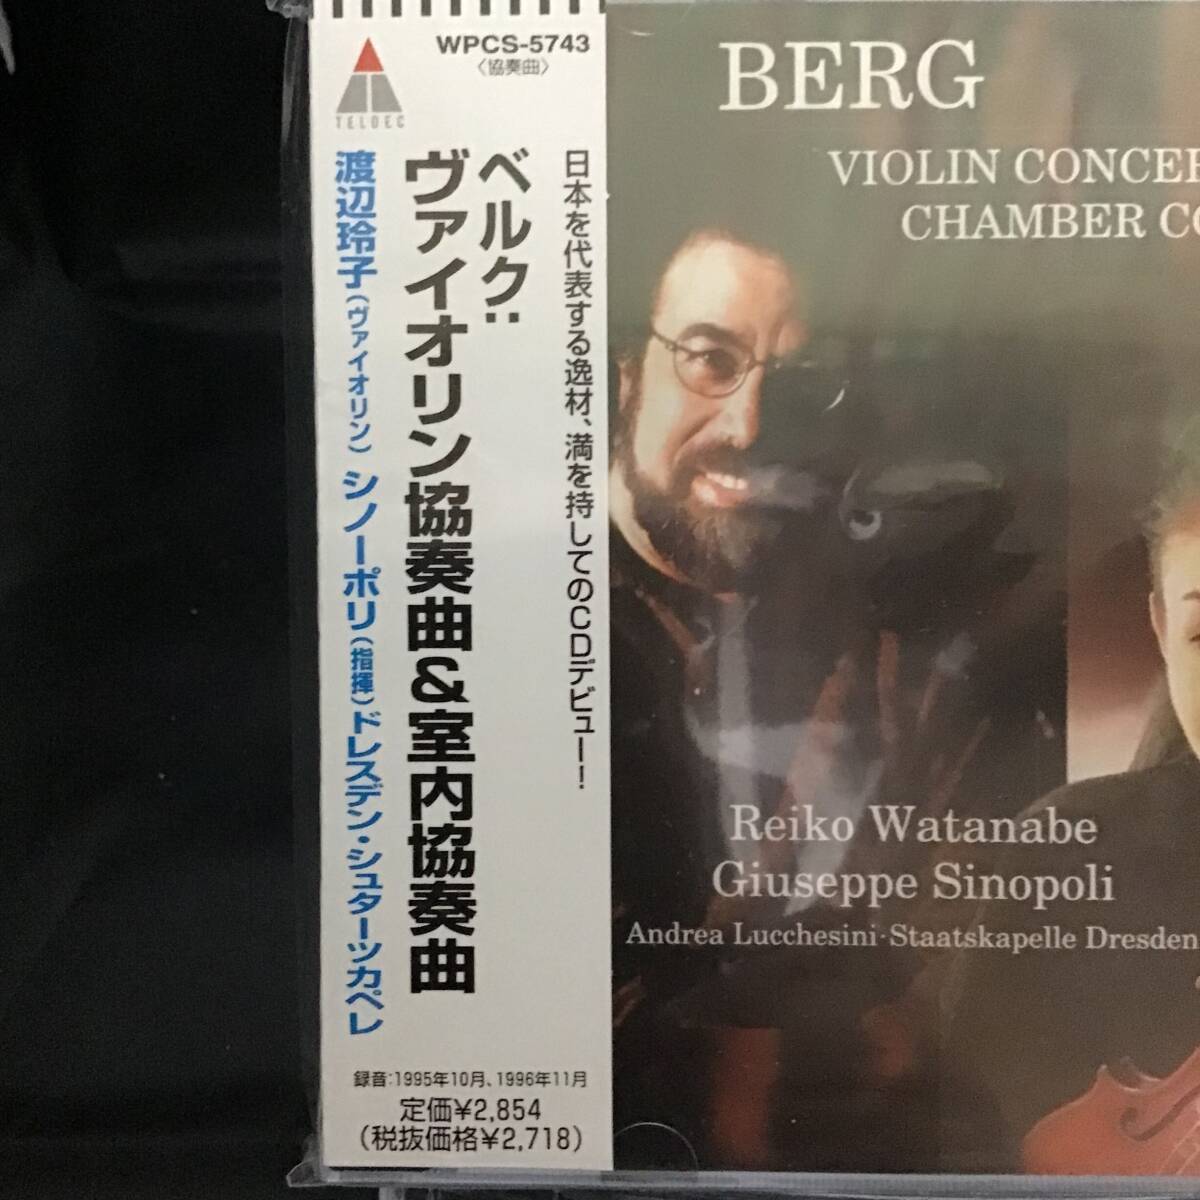 WPCS-5743
〈協奏曲〉
TELDEC
日本を代表する逸材、満を持してのCDデビュー!
ベルク:
ヴァイオリン協奏曲&室内協奏曲
渡辺玲子(ヴァイオリン) シノーポリ(指揮)ドレスデン・シュターツカペレ
録音:1995年10月、1996年11月
定価¥2,854
(税抜価格¥2,718)
BERG
VIOLIN CONCER
CHAMBER CO
Reiko Watanabe
Giuseppe Sinopoli
Andrea Lucchesini·Staatskapelle Dresden